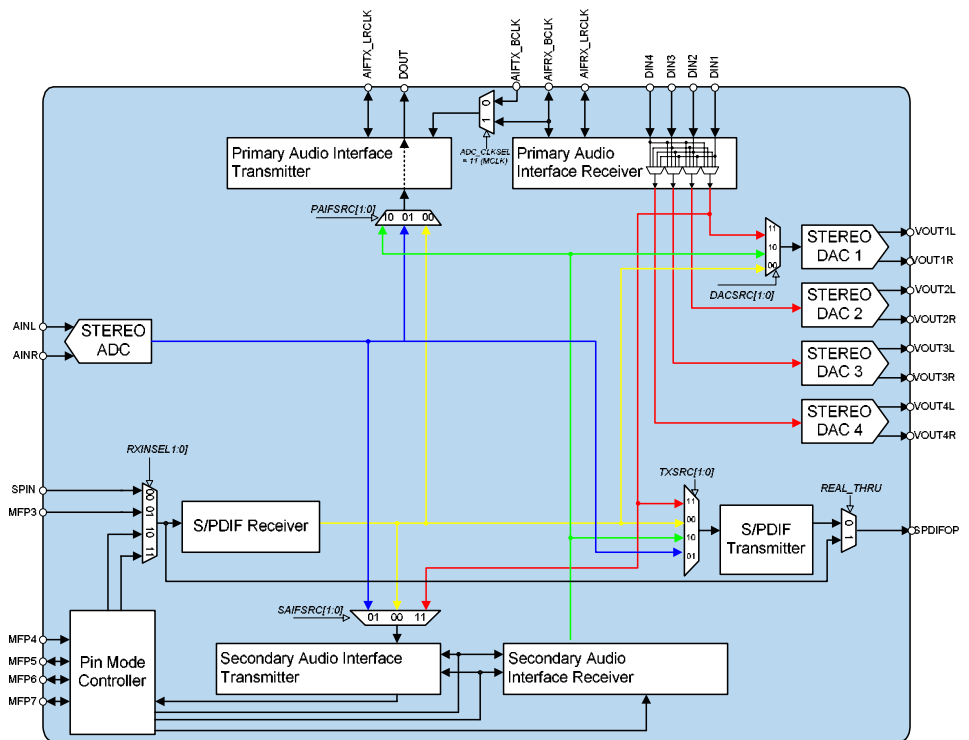 AIFTX_LRCLK
DOUT
AIFTX_BCLK
AIFRX_BCLK
AIFRX_LRCLK
DIN4
DIN3
DIN2
DIN1
1 0
Primary Audio Interface
Transmitter
ADC_CLKSEL
= 11 (MCLK)
Primary Audio
Interface Receiver
PAIFSRC[1:0]
10 01 00
11
10
00
DACSRC[1:0]
STEREO
DAC 1
VOUT1L
VOUT1R
STEREO
DAC 2
VOUT2L
VOUT2R
AINL
AINR
STEREO
ADC
STEREO
DAC 3
VOUT3L
VOUT3R
STEREO
DAC 4
VOUT4L
VOUT4R
RXINSEL1:0]
SPIN
MFP3
00
01
10
11
S/PDIF Receiver
TXSRC[1:0]
11
00
10
01
S/PDIF
Transmitter
REAL_THRU
0
1
SPDIFOP
SAIFSRC[1:0]
01 00 11
MFP4
MFP5
MFP6
MFP7
Pin Mode
Controller
Secondary Audio Interface
Transmitter
Secondary Audio
Interface Receiver